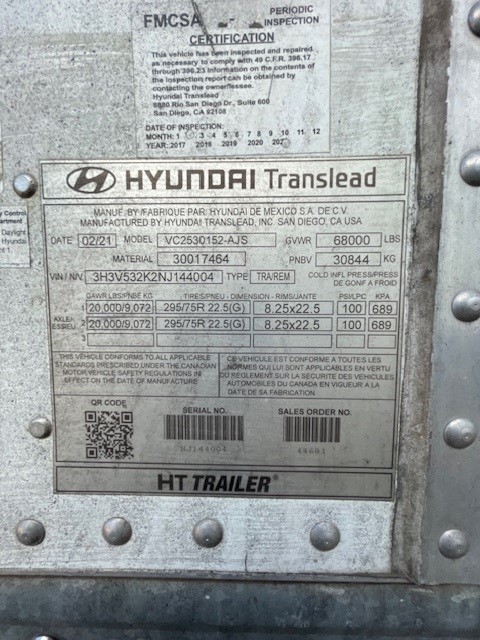 FMCSA PERIODIC INSPECTION
CERTIFICATION
This vehicle has been inspected and repaired
as necessary to comply with 49 C.F.R. 396.17
through 396.23 Information on the contents of
the inspection report can be obtained by
contacting the owner/lessee.
Hyundai Translead
8880 Rio San Diego Dr., Suite 600
San Diego, CA 92108
DATE OF INSPECTION:
MONTH: 1 3 4 5 6 7 8 9 10 11 12
YEAR: 2017 2018 2019 2020
y Control
artment
Daylight
Hyundai
HYUNDAI Translead
MANUF. BY/FABRIQUE PAR: HYUNDAI DE MEXICO S.A. DE C.V.
MANUFACTURED BY HYUNDAI TRANSLEAD, INC. SAN DIEGO, CA USA
DATE 02/21 MODEL VC2530152-AJS GVWR 68000 LBS
MATERIAL 30017464 PNBV 30844 KG
VIN / N.I.V. 3H3V532K2NJ144004 TYPE TRA/REM COLD INFL PRESS/PRESS DE GONF A FROID
GAWR LBS/PNBE KG TIRES/PNEU - DIMENSION - RIMS/JANTE PSI/LPC KPA
AXLE/ESSIEU
1 20,000/9,072 295/75R 22.5(G) 8.25x22.5 100 689
2 20,000/9,072 295/75R 22.5(G) 8.25x22.5 100 689
3
THIS VEHICLE CONFORMS TO ALL APPLICABLE
STANDARDS PRESCRIBED UNDER THE CANADIAN
MOTOR VEHICLE SAFETY REGULATIONS IN
EFFECT ON THE DATE OF MANUFACTURE
CE VEHICULE EST CONFORME A TOUTES LES NORMES
QUI LUI SONT APPLICABLES EN VERTU
DU REGLEMENT SUR LA SECURITE DES VEHICULES
AUTOMOBILES DU CANADA EN VIGUEUR A LA
DATE DE SA FABRICATION
QR CODE
SERIAL NO.
NJ144004
SALES ORDER NO.
HT TRAILER®